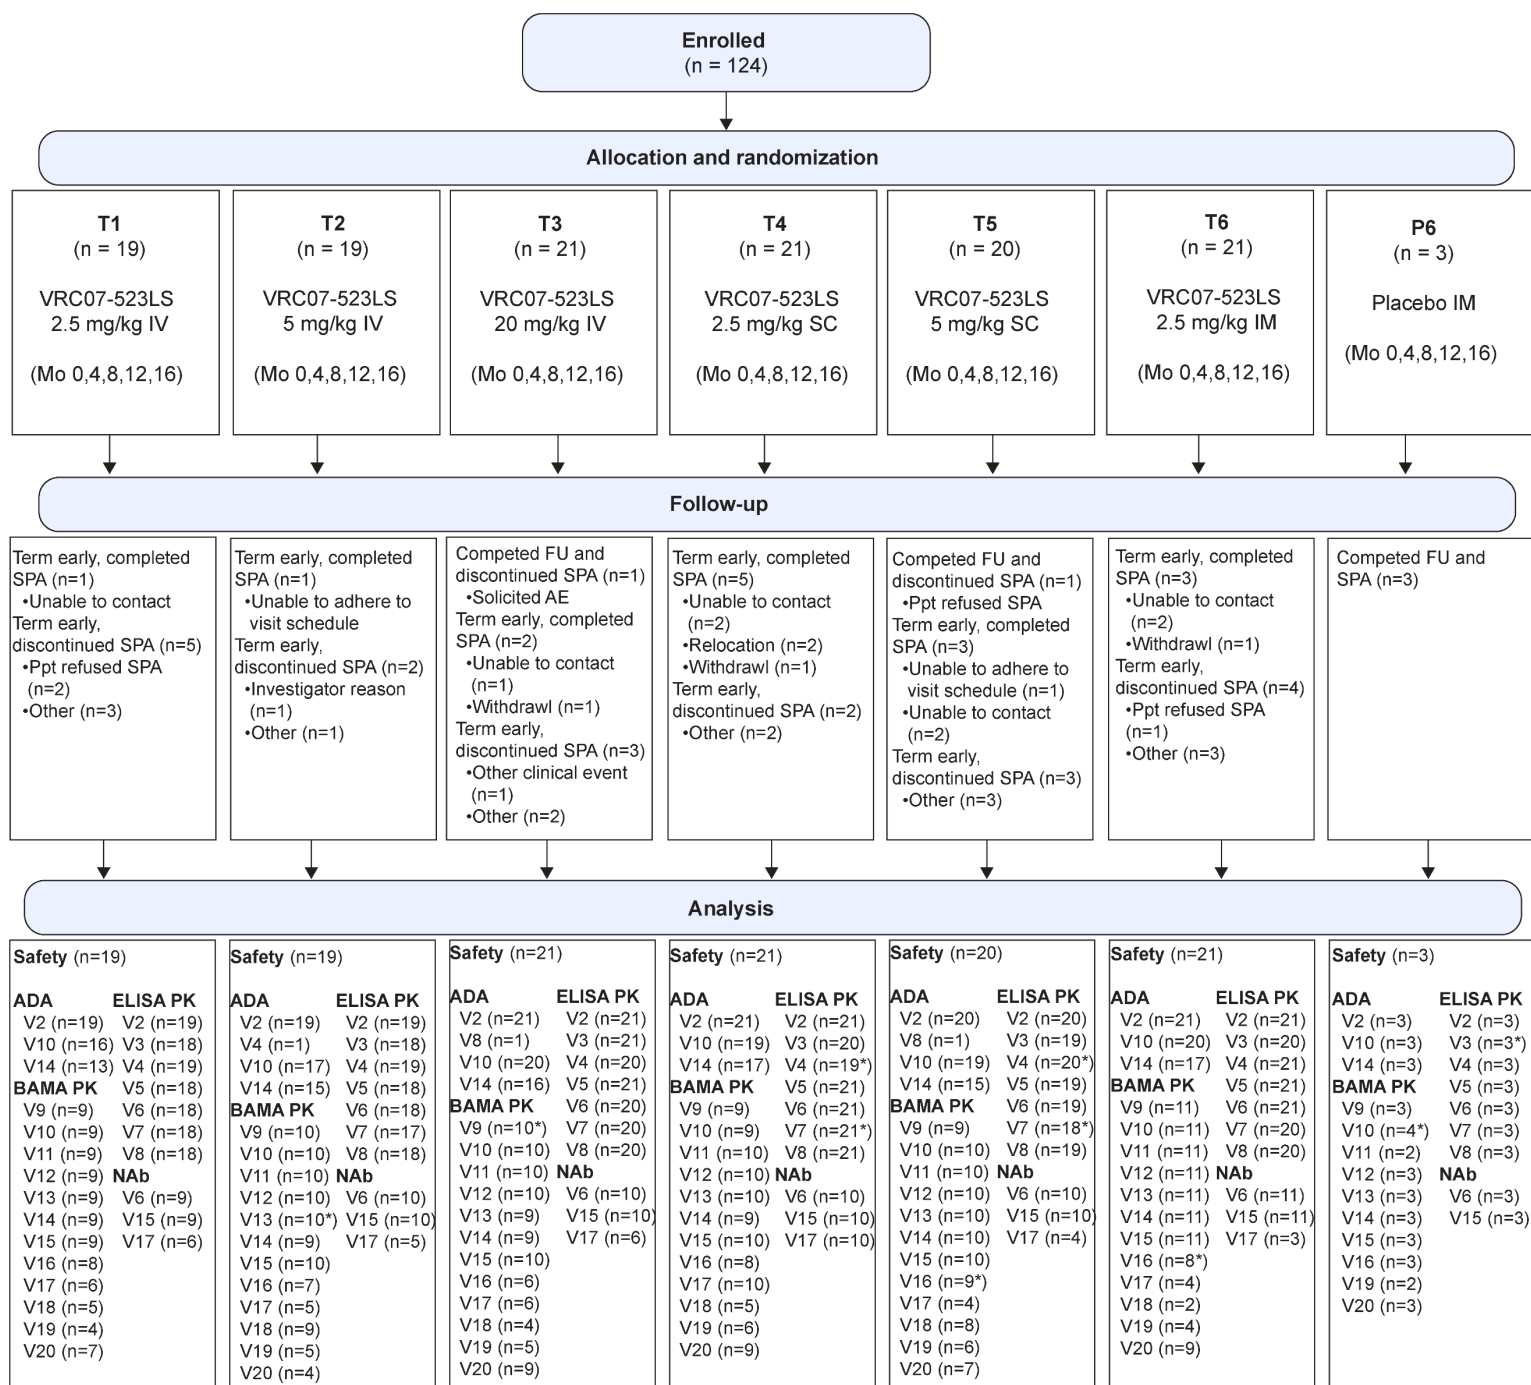 Enrolled
(n = 124)
Allocation and randomization
T1
(n = 19)
VRC07-523LS
2.5 mg/kg IV
(Mo 0,4,8,12,16)
T2
(n = 19)
VRC07-523LS
5 mg/kg IV
(Mo 0,4,8,12,16)
T3
(n = 21)
VRC07-523LS
20 mg/kg IV
(Mo 0,4,8,12,16)
T4
(n = 21)
VRC07-523LS
2.5 mg/kg SC
(Mo 0,4,8,12,16)
T5
(n = 20)
VRC07-523LS
5 mg/kg SC
(Mo 0,4,8,12,16)
T6
(n = 21)
VRC07-523LS
2.5 mg/kg IM
(Mo 0,4,8,12,16)
P6
(n = 3)
Placebo IM
(Mo 0,4,8,12,16)
Follow-up
Term early, completed
SPA (n=1)
•Unable to contact
Term early,
discontinued SPA (n=5)
•Ppt refused SPA
(n=2)
•Other (n=3)
Term early, completed
SPA (n=1)
•Unable to adhere to
visit schedule
Term early,
discontinued SPA (n=2)
•Investigator reason
(n=1)
•Other (n=1)
Competed FU and
discontinued SPA (n=1)
•Solicited AE
Term early, completed
SPA (n=2)
•Unable to contact
(n=1)
•Withdrawl (n=1)
Term early,
discontinued SPA (n=3)
•Other clinical event
(n=1)
•Other (n=2)
Term early, completed
SPA (n=5)
•Unable to contact
(n=2)
•Relocation (n=2)
•Withdrawl (n=1)
Term early,
discontinued SPA (n=2)
•Other (n=2)
Competed FU and
discontinued SPA (n=1)
•Ppt refused SPA
Term early, completed
SPA (n=3)
•Unable to adhere to
visit schedule (n=1)
•Unable to contact
(n=2)
Term early,
discontinued SPA (n=3)
•Other (n=3)
Term early, completed
SPA (n=3)
•Unable to contact
(n=2)
•Withdrawl (n=1)
Term early,
discontinued SPA (n=4)
•Ppt refused SPA
(n=1)
•Other (n=3)
Competed FU and
SPA (n=3)
Analysis
Safety (n=19)
ADA
V2 (n=19)
V10 (n=16)
V14 (n=13)
BAMA PK
V9 (n=9)
V10 (n=9)
V11 (n=9)
V12 (n=9)
V13 (n=9)
V14 (n=9)
V15 (n=9)
V16 (n=8)
V17 (n=6)
V18 (n=5)
V19 (n=4)
V20 (n=7)
ELISA PK
V2 (n=19)
V3 (n=18)
V4 (n=19)
V5 (n=18)
V6 (n=18)
V7 (n=18)
V8 (n=18)
NAb
V6 (n=9)
V15 (n=9)
V17 (n=6)
Safety (n=19)
ADA
V2 (n=19)
V4 (n=1)
V10 (n=17)
V14 (n=15)
BAMA PK
V9 (n=10)
V10 (n=10)
V11 (n=10)
V12 (n=10)
V13 (n=10*)
V14 (n=9)
V15 (n=10)
V16 (n=7)
V17 (n=5)
V18 (n=9)
V19 (n=5)
V20 (n=4)
ELISA PK
V2 (n=19)
V3 (n=18)
V4 (n=19)
V5 (n=18)
V6 (n=18)
V7 (n=17)
V8 (n=18)
NAb
V6 (n=10)
V15 (n=10)
V17 (n=5)
Safety (n=21)
ADA
V2 (n=21)
V8 (n=1)
V10 (n=20)
V14 (n=16)
BAMA PK
V9 (n=10*)
V10 (n=10)
V11 (n=10)
V12 (n=10)
V13 (n=9)
V14 (n=9)
V15 (n=10)
V16 (n=6)
V17 (n=6)
V18 (n=4)
V19 (n=5)
V20 (n=9)
ELISA PK
V2 (n=21)
V3 (n=21)
V4 (n=20)
V5 (n=21)
V6 (n=20)
V7 (n=20)
V8 (n=20)
NAb
V6 (n=10)
V15 (n=10)
V17 (n=6)
Safety (n=21)
ADA
V2 (n=21)
V10 (n=19)
V14 (n=17)
BAMA PK
V9 (n=9)
V10 (n=9)
V11 (n=10)
V12 (n=10)
V13 (n=10)
V14 (n=9)
V15 (n=10)
V16 (n=8)
V17 (n=10)
V18 (n=5)
V19 (n=6)
V20 (n=9)
ELISA PK
V2 (n=21)
V3 (n=20)
V4 (n=19*)
V5 (n=21)
V6 (n=21)
V7 (n=21*)
V8 (n=21)
NAb
V6 (n=10)
V15 (n=10)
V17 (n=10)
Safety (n=20)
ADA
V2 (n=20)
V8 (n=1)
V10 (n=19)
V14 (n=15)
BAMA PK
V9 (n=9)
V10 (n=10)
V11 (n=10)
V12 (n=10)
V13 (n=10)
V14 (n=10)
V15 (n=10)
V16 (n=9*)
V17 (n=4)
V18 (n=8)
V19 (n=6)
V20 (n=7)
ELISA PK
V2 (n=20)
V3 (n=19)
V4 (n=20*)
V5 (n=19)
V6 (n=19)
V7 (n=18*)
V8 (n=19)
NAb
V6 (n=10)
V15 (n=10)
V17 (n=4)
Safety (n=21)
ADA
V2 (n=21)
V10 (n=20)
V14 (n=17)
BAMA PK
V9 (n=11)
V10 (n=11)
V11 (n=11)
V12 (n=11)
V13 (n=11)
V14 (n=11)
V15 (n=11)
V16 (n=8*)
V17 (n=4)
V18 (n=2)
V19 (n=4)
V20 (n=9)
ELISA PK
V2 (n=21)
V3 (n=20)
V4 (n=21)
V5 (n=21)
V6 (n=21)
V7 (n=20)
V8 (n=20)
NAb
V6 (n=11)
V15 (n=11)
V17 (n=3)
Safety (n=3)
ADA
V2 (n=3)
V10 (n=3)
V14 (n=3)
BAMA PK
V9 (n=3)
V10 (n=4*)
V11 (n=2)
V12 (n=3)
V13 (n=3)
V14 (n=3)
V15 (n=3)
V16 (n=3)
V19 (n=2)
V20 (n=3)
ELISA PK
V2 (n=3)
V3 (n=3*)
V4 (n=3)
V5 (n=3)
V6 (n=3)
V7 (n=3)
V8 (n=3)
NAb
V6 (n=3)
V15 (n=3)